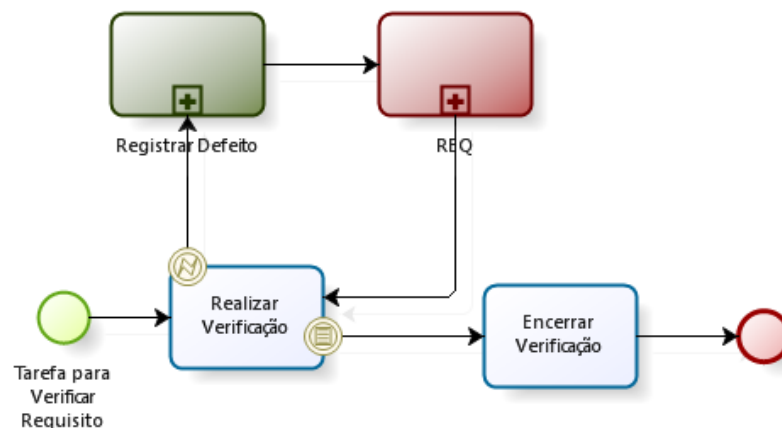 Registrar Defeito
REQ
Realizar
Verificação
Encerrar
Verificação
Tarefa para
Verificar
Requisito